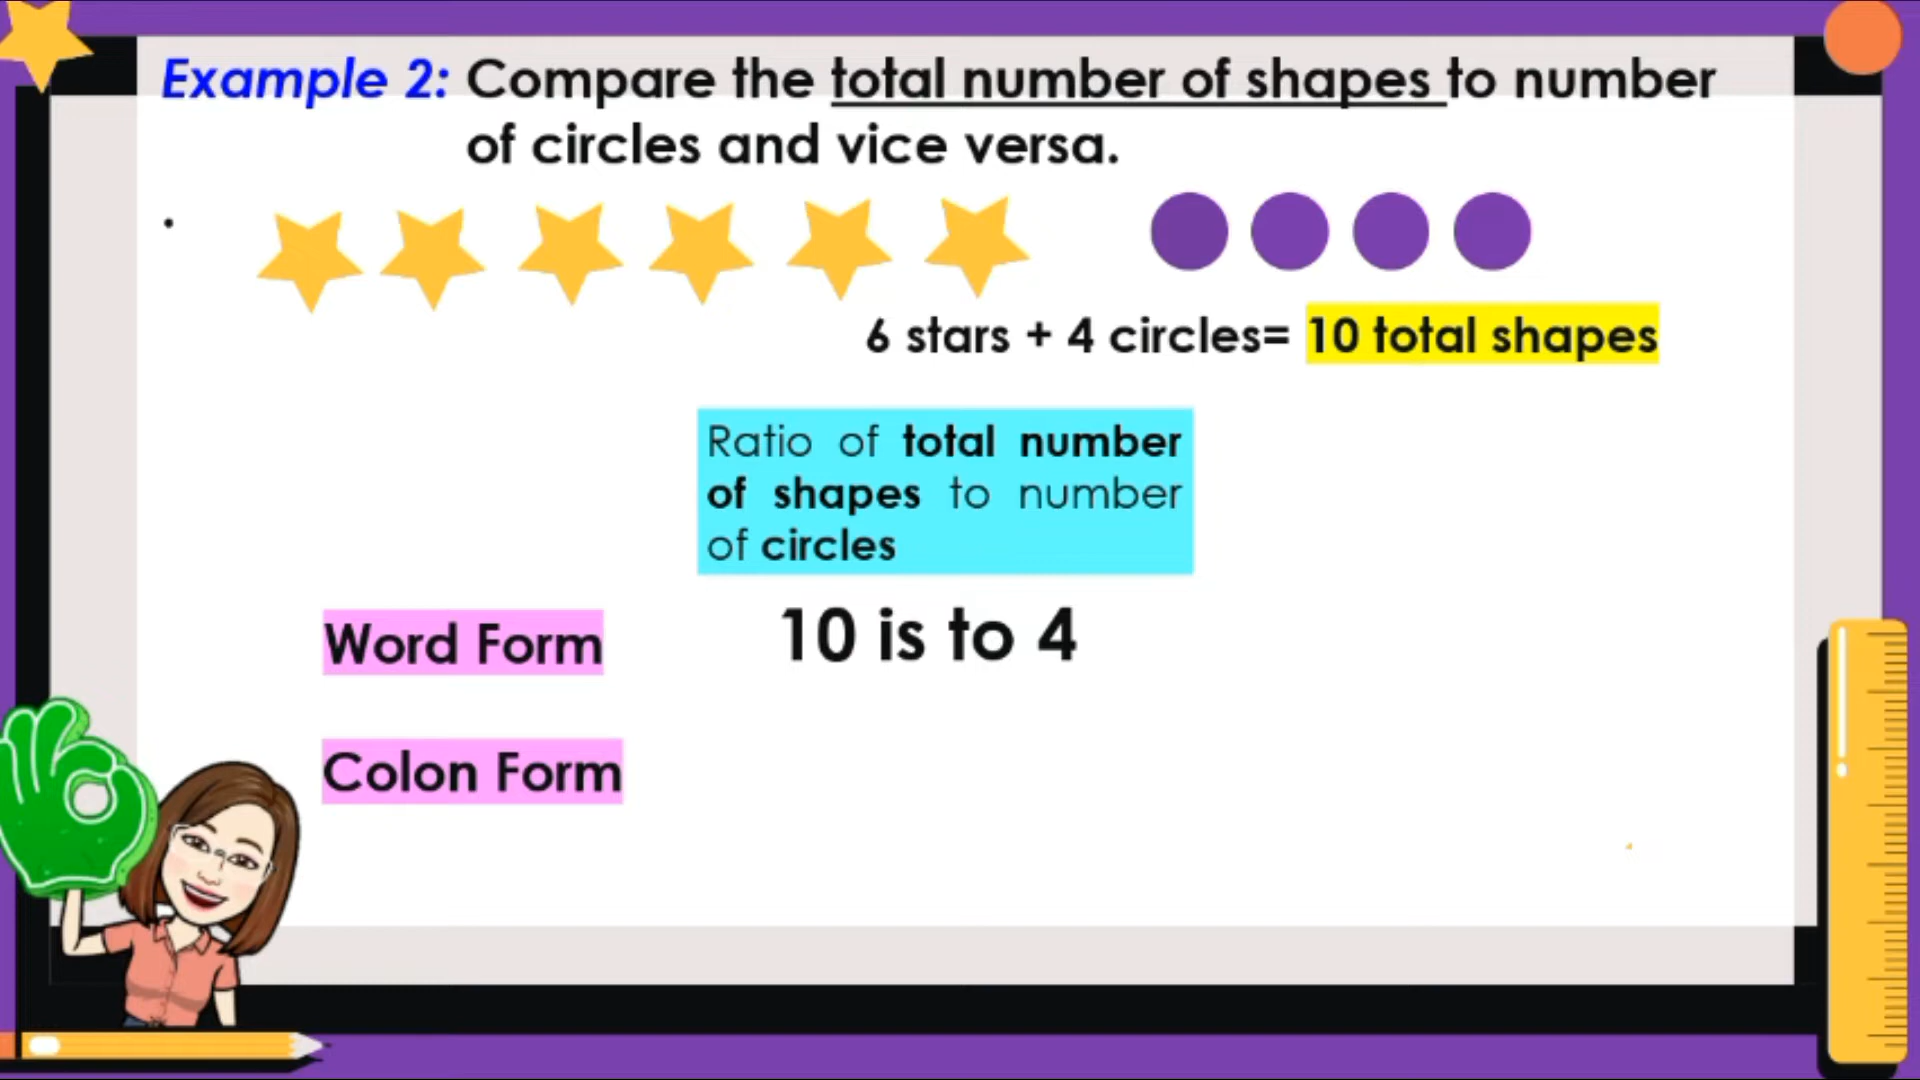 Example 2: Compare the total number of shapes to number
of circles and vice versa.
6 stars + 4 circles= 10 total shapes
Ratio of total number
of shapes to number
of circles
Word Form 10 is to 4
Colon Form